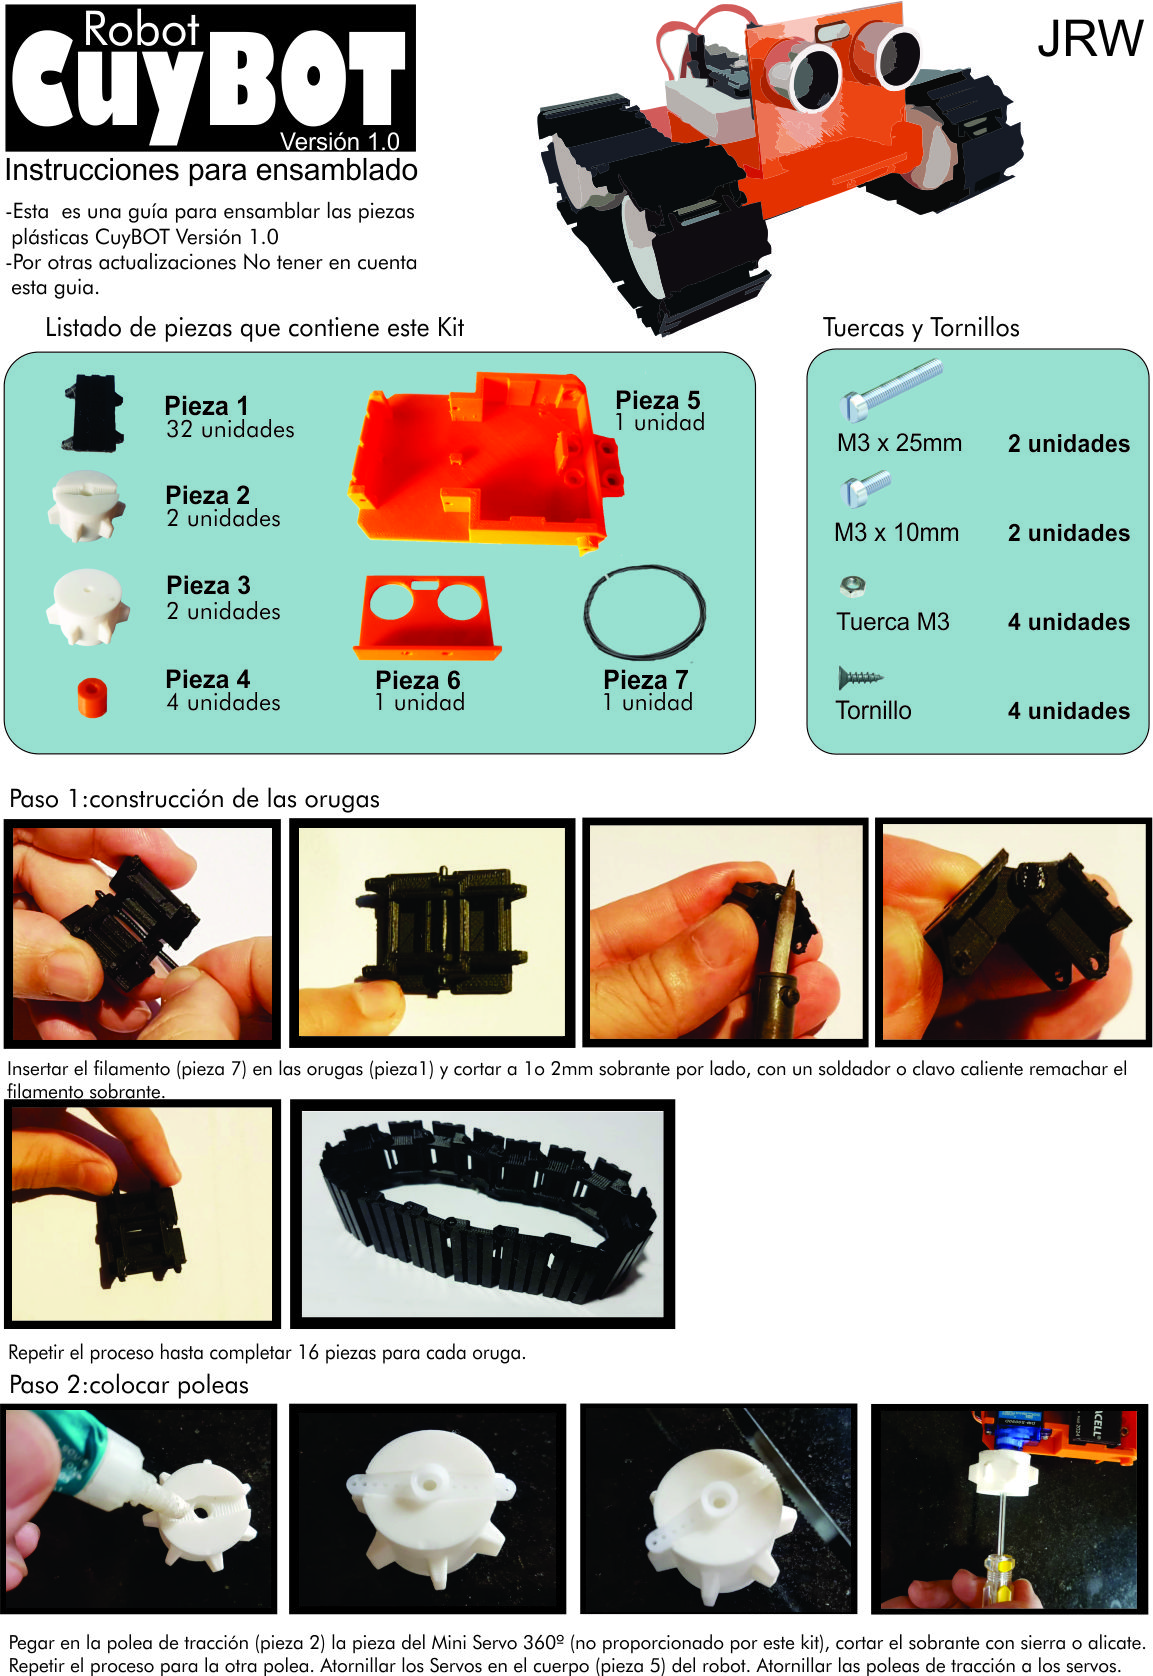 Robot
CuyBOT
Versión 1.0
JRW
Instrucciones para ensamblado
-Esta es una guía para ensamblar las piezas
plásticas CuyBOT Versión 1.0
-Por otras actualizaciones No tener en cuenta
esta guia.
Listado de piezas que contiene este Kit
Pieza 1
32 unidades
Pieza 2
2 unidades
Pieza 3
2 unidades
Pieza 4
4 unidades
Pieza 5
1 unidad
Pieza 6
1 unidad
Pieza 7
1 unidad
Tuercas y Tornillos
M3 x 25mm 2 unidades
M3 x 10mm 2 unidades
Tuerca M3 4 unidades
Tornillo 4 unidades
Paso 1:construcción de las orugas
Insertar el filamento (pieza 7) en las orugas (pieza1) y cortar a 1o 2mm sobrante por lado, con un soldador o clavo caliente remachar el
filamento sobrante.
Repetir el proceso hasta completar 16 piezas para cada oruga.
Paso 2:colocar poleas
Pegar en la polea de tracción (pieza 2) la pieza del Mini Servo 360º (no proporcionado por este kit), cortar el sobrante con sierra o alicate.
Repetir el proceso para la otra polea. Atornillar los Servos en el cuerpo (pieza 5) del robot. Atornillar las poleas de tracción a los servos.